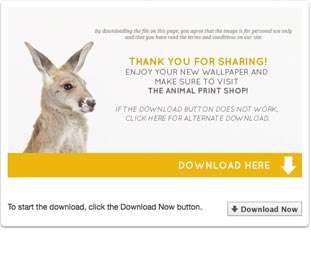 By downloading the file on this page, you agree that the image is for personal use only
and that you have read the terms and conditions on our site.
THANK YOU FOR SHARING!
ENJOY YOUR NEW WALLPAPER AND
MAKE SURE TO VISIT
THE ANIMAL PRINT SHOP!
IF THE DOWNLOAD BUTTON DOES NOT WORK,
CLICK HERE FOR ALTERNATE DOWNLOAD.
DOWNLOAD HERE
To start the download, click the Download Now button.
Download Now